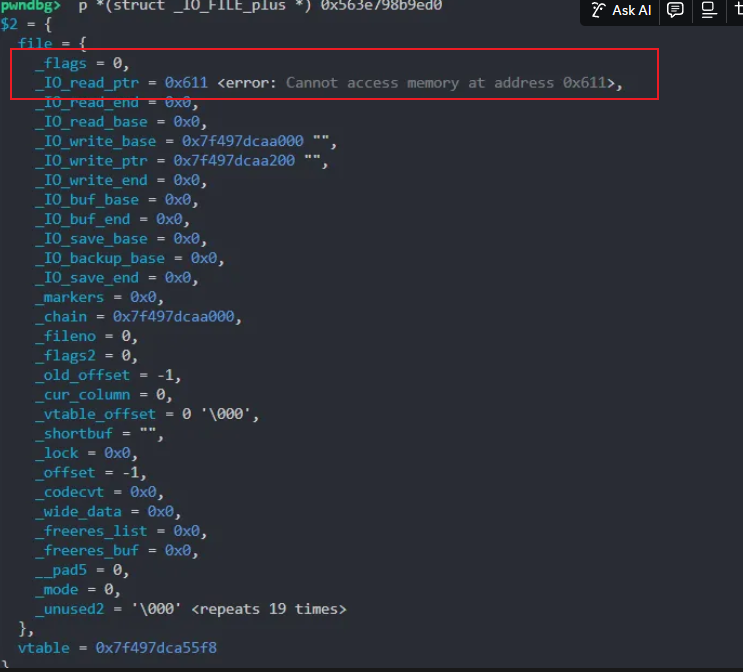 pwndbg> p *(struct _IO_FILE_plus *) 0x563e798b9ed0
Ask AI
$2 = {
file = {
_flags = 0,
_IO_read_ptr = 0x611 <error: Cannot access memory at address 0x611>,
_IO_read_end = 0x0,
_IO_read_base = 0x0,
_IO_write_base = 0x7f497dcaa000 "",
_IO_write_ptr = 0x7f497dcaa200 "",
_IO_write_end = 0x0,
_IO_buf_base = 0x0,
_IO_buf_end = 0x0,
_IO_save_base = 0x0,
_IO_backup_base = 0x0,
_IO_save_end = 0x0,
_markers = 0x0,
_chain = 0x7f497dcaa000,
_fileno = 0,
_flags2 = 0,
_old_offset = -1,
_cur_column = 0,
_vtable_offset = 0 '\000',
_shortbuf = "",
_lock = 0x0,
_offset = -1,
_codecvt = 0x0,
_wide_data = 0x0,
_freeres_list = 0x0,
_freeres_buf = 0x0,
__pad5 = 0,
_mode = 0,
_unused2 = '\000' <repeats 19 times>
},
vtable = 0x7f497dca55f8
}